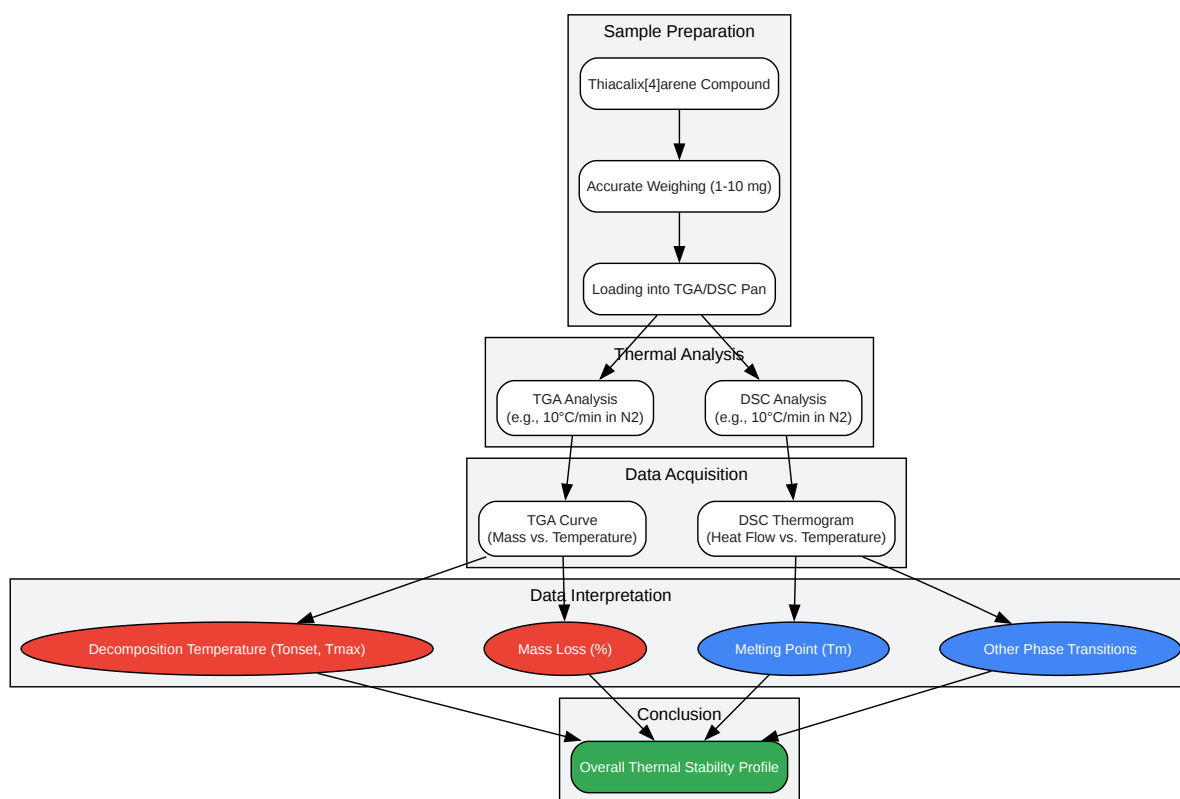 Sample Preparation
Thiacalix[4]arene Compound
Accurate Weighing (1-10 mg)
Loading into TGA/DSC Pan
Thermal Analysis
TGA Analysis
(e.g., 10°C/min in N2)
DSC Analysis
(e.g., 10°C/min in N2)
Data Acquisition
TGA Curve
(Mass vs. Temperature)
DSC Thermogram
(Heat Flow vs. Temperature)
Data Interpretation
Decomposition Temperature (Tonset, Tmax)
Mass Loss (%)
Melting Point (Tm)
Other Phase Transitions
Conclusion
Overall Thermal Stability Profile